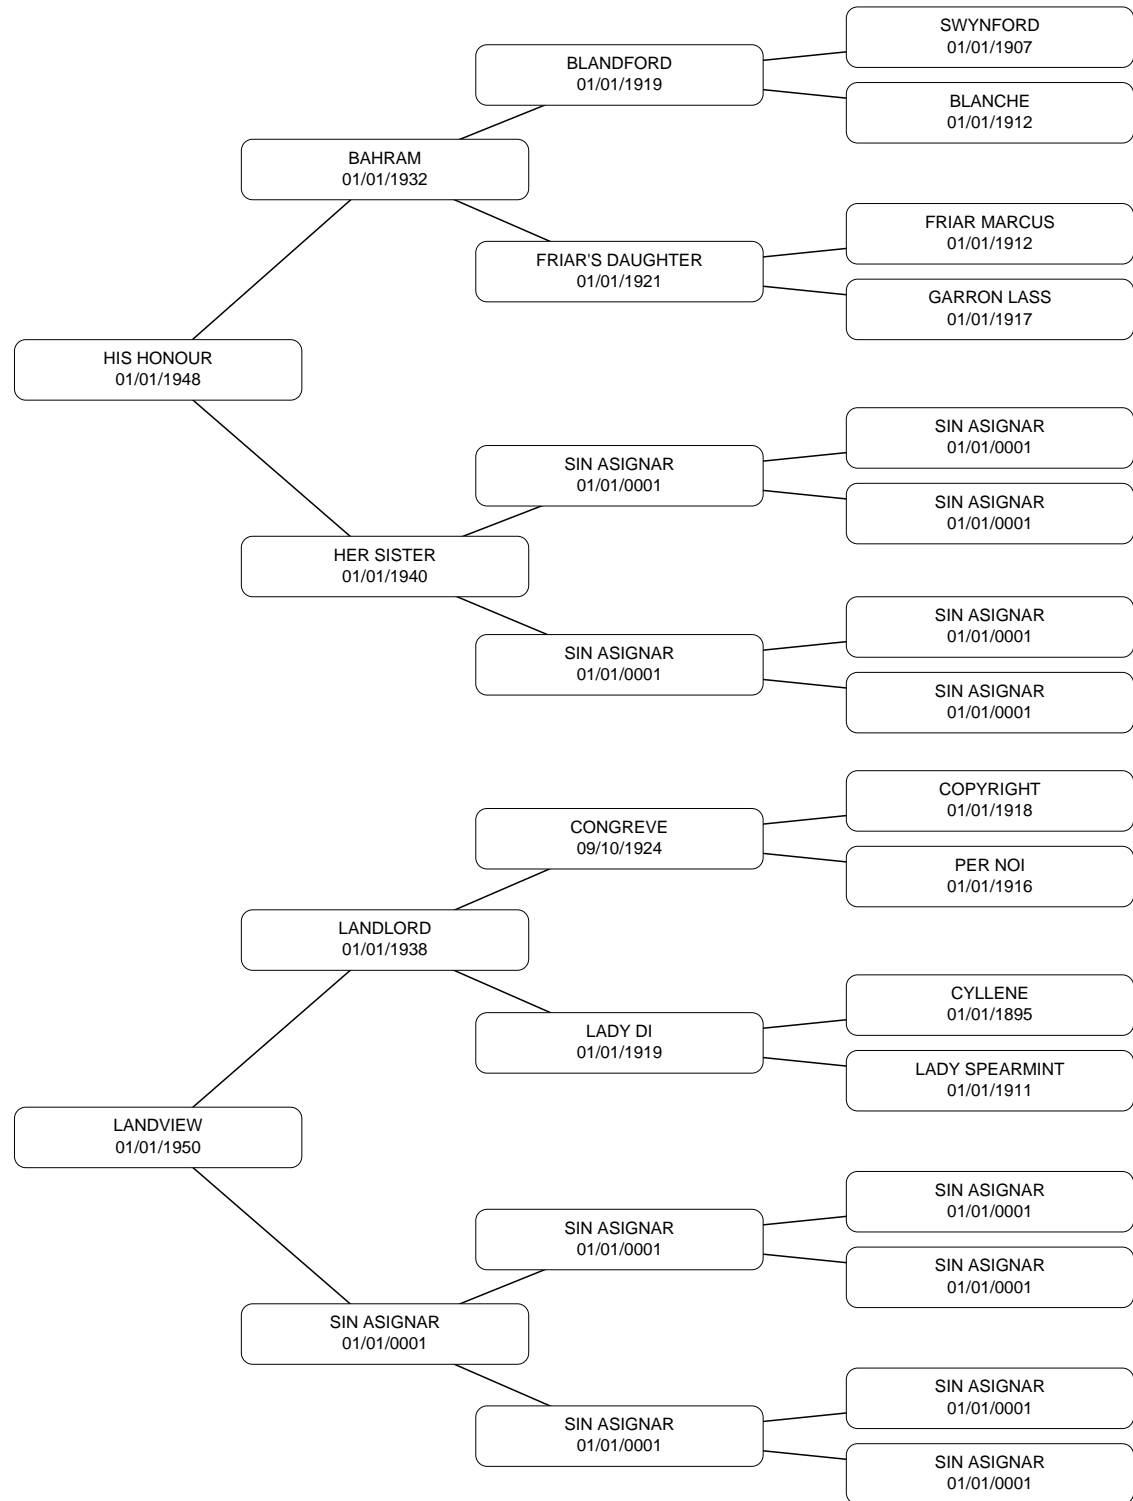 SWYNFORD
01/01/1907
BLANDFORD
01/01/1919
BLANCHE
01/01/1912
BAHRAM
01/01/1932
FRIAR MARCUS
01/01/1912
FRIAR'S DAUGHTER
01/01/1921
GARRON LASS
01/01/1917
HIS HONOUR
01/01/1948
SIN ASIGNAR
01/01/0001
SIN ASIGNAR
01/01/0001
SIN ASIGNAR
01/01/0001
HER SISTER
01/01/1940
SIN ASIGNAR
01/01/0001
SIN ASIGNAR
01/01/0001
SIN ASIGNAR
01/01/0001
COPYRIGHT
01/01/1918
CONGREVE
09/10/1924
PER NOI
01/01/1916
LANDLORD
01/01/1938
CYLLENE
01/01/1895
LADY DI
01/01/1919
LADY SPEARMINT
01/01/1911
LANDVIEW
01/01/1950
SIN ASIGNAR
01/01/0001
SIN ASIGNAR
01/01/0001
SIN ASIGNAR
01/01/0001
SIN ASIGNAR
01/01/0001
SIN ASIGNAR
01/01/0001
SIN ASIGNAR
01/01/0001
SIN ASIGNAR
01/01/0001